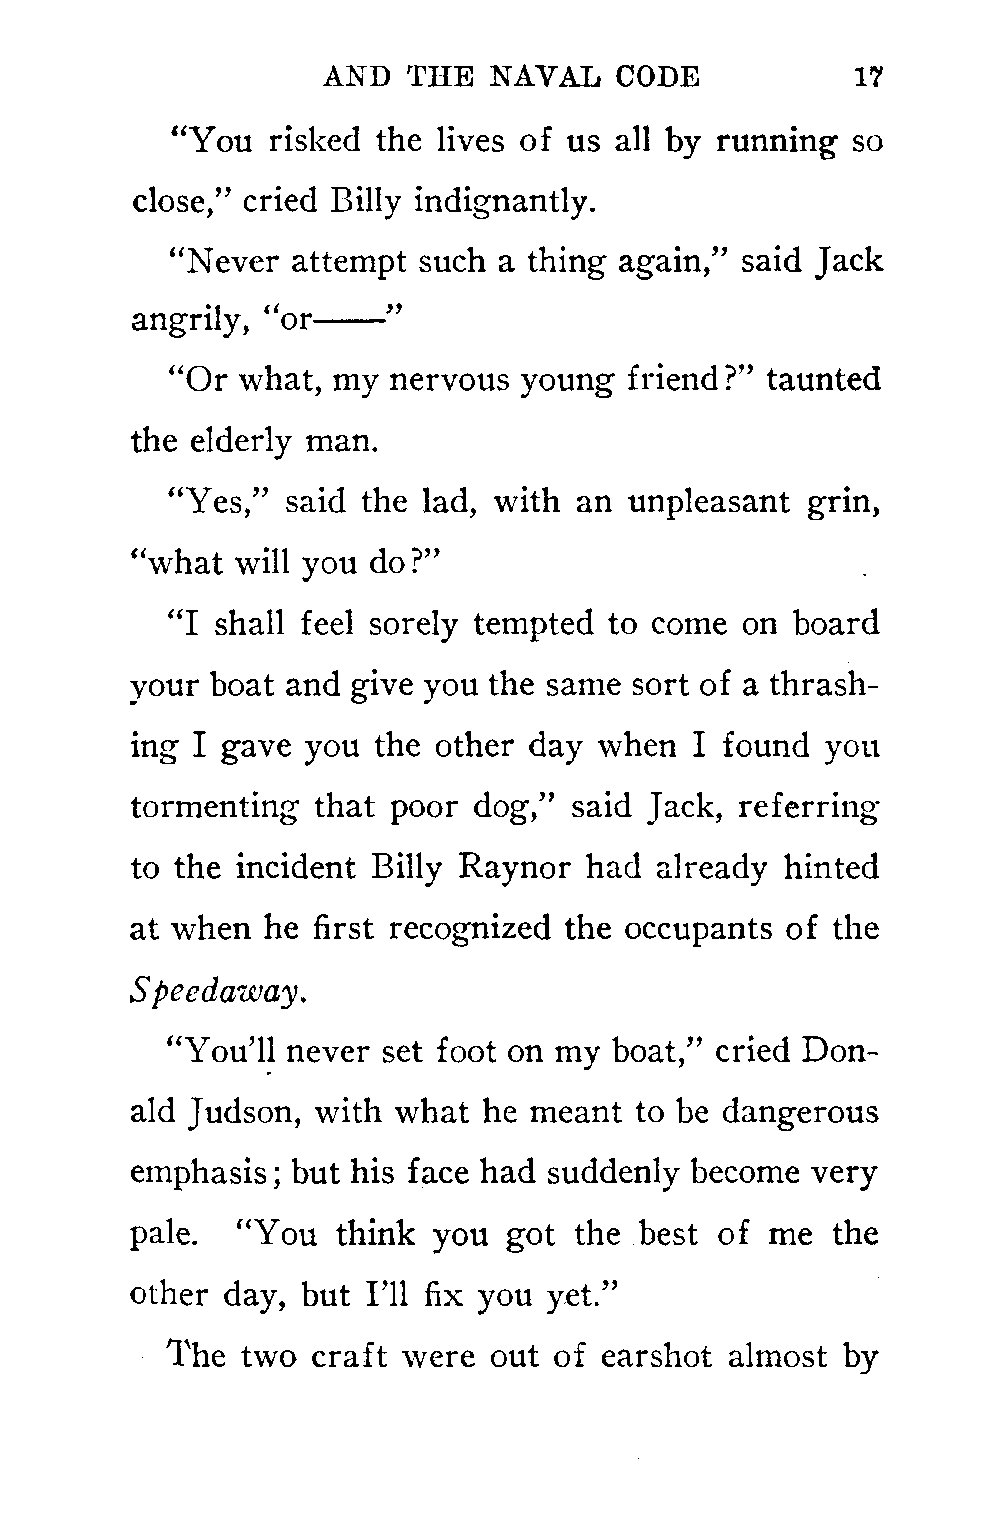 AND THE NAVAL CODE 17
“You risked the lives of us all by running so
close,” cried Billy indignantly.
“Never attempt such a thing again,” said Jack
angrily, “or——”
“Or what, my nervous young friend?” taunted
the elderly man.
“Yes,” said the lad, with an unpleasant grin,
“what will you do?”
“I shall feel sorely tempted to come on board
your boat and give you the same sort of a thrash-
ing I gave you the other day when I found you
tormenting that poor dog,” said Jack, referring
to the incident Billy Raynor had already hinted
at when he first recognized the occupants of the
Speedaway.
“You’ll never set foot on my boat,” cried Don-
ald Judson, with what he meant to be dangerous
emphasis; but his face had suddenly become very
pale. “You think you got the best of me the
other day, but I’ll fix you yet.”
The two craft were out of earshot almost by